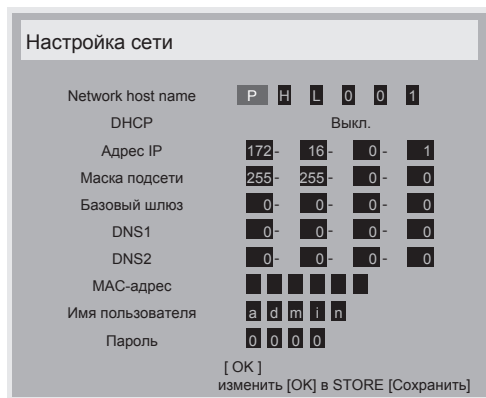 Настройка сети
Network host name P H L 0 0 1
DHCP Выкл.
Адрес IP 172- 16- 0- 1
Маска подсети 255- 255- 0- 0
Базовый шлюз 0- 0- 0- 0
DNS1 0- 0- 0- 0
DNS2 0- 0- 0- 0
MAC-адрес
Имя пользователя a d m i n
Пароль 0 0 0 0
[ OK ]
изменить [OK] в STORE [Сохранить]